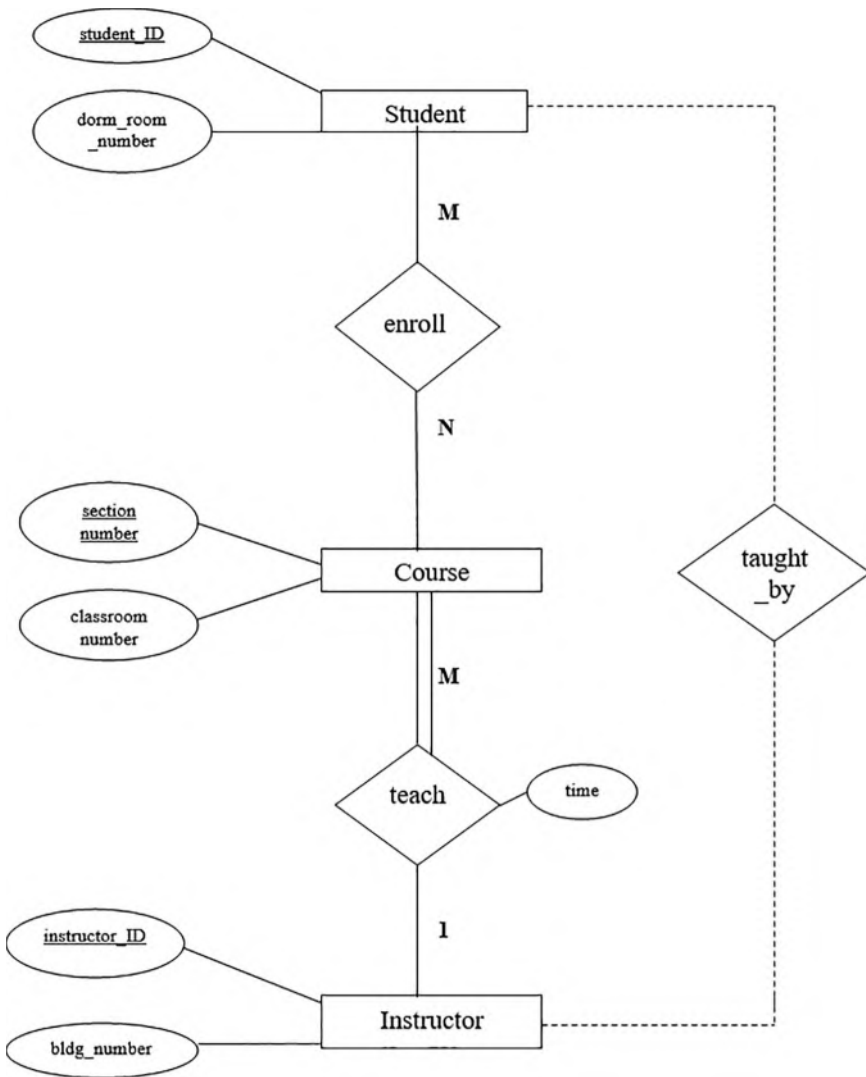 student_ID
Student
dorm_room
_number
M
enroll
N
section
number
Course
classroom
number
taught
_by
M
teach
time
1
instructor_ID
Instructor
bldg_number